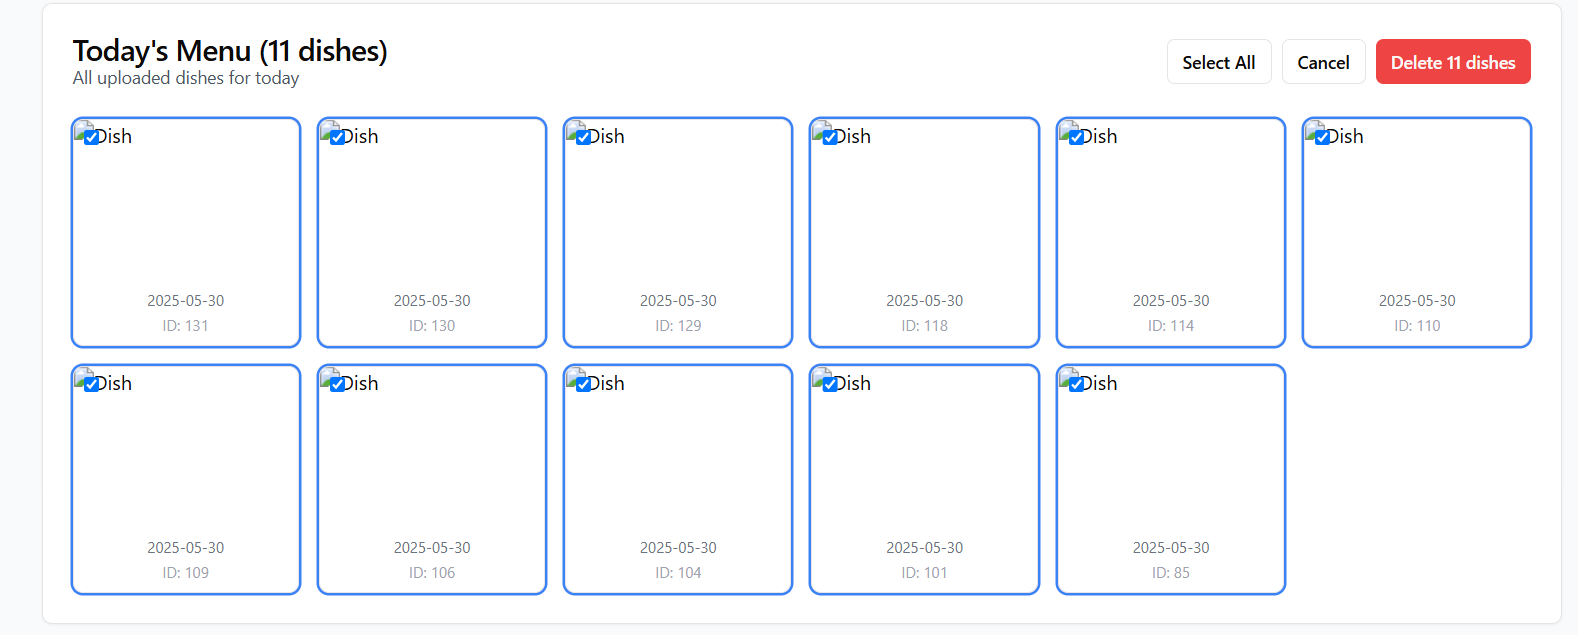 Today's Menu (11 dishes)
All uploaded dishes for today
Select All
Cancel
Delete 11 dishes
Dish
2025-05-30
ID: 131
Dish
2025-05-30
ID: 130
Dish
2025-05-30
ID: 129
Dish
2025-05-30
ID: 118
Dish
2025-05-30
ID: 114
Dish
2025-05-30
ID: 110
Dish
2025-05-30
ID: 109
Dish
2025-05-30
ID: 106
Dish
2025-05-30
ID: 104
Dish
2025-05-30
ID: 101
Dish
2025-05-30
ID: 85